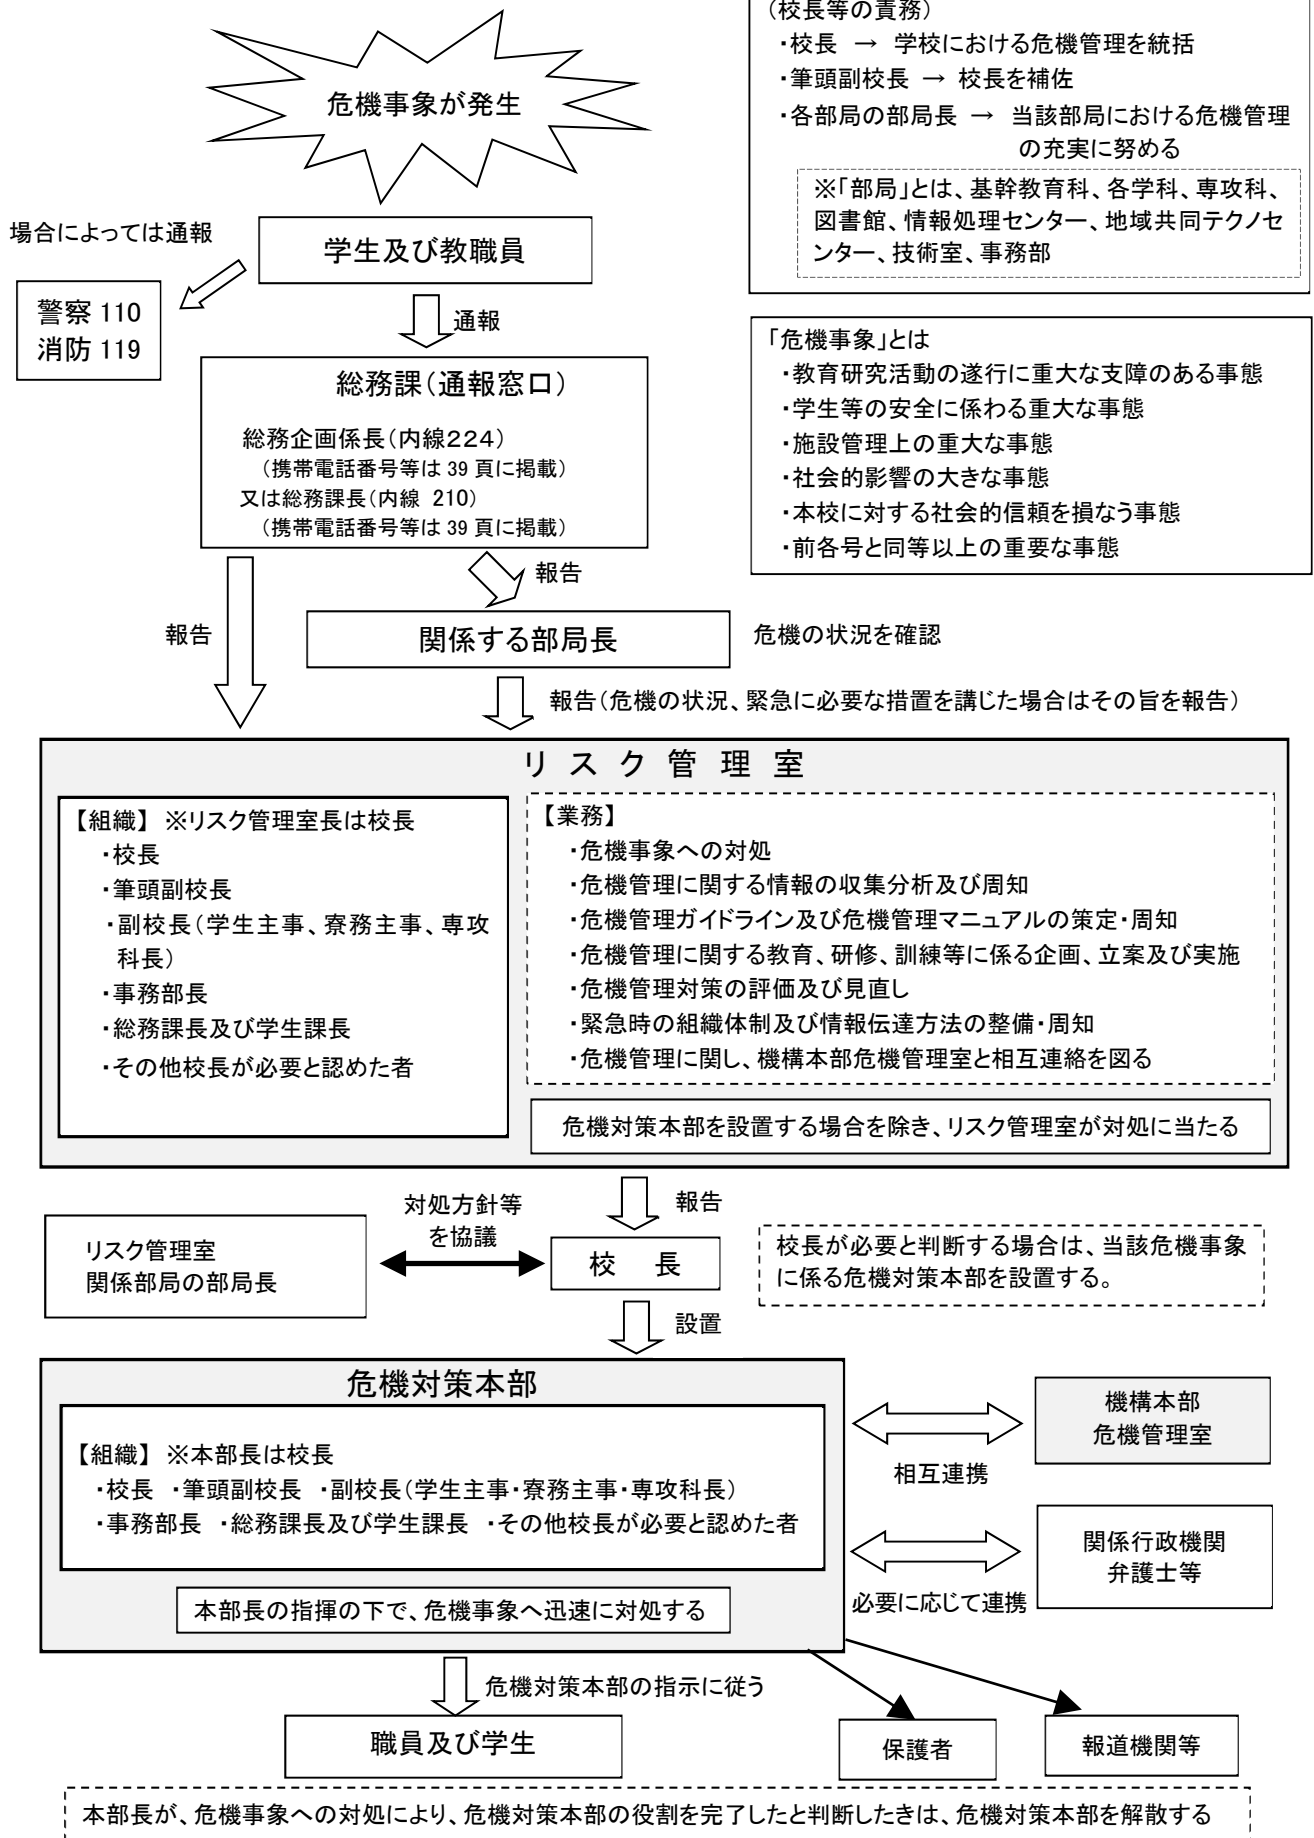 (校長等の責務)
・校長 → 学校における危機管理を統括
・筆頭副校長 → 校長を補佐
・各部局の部局長 → 当該部局における危機管理
の充実に努める
※「部局」とは、基幹教育科、各学科、専攻科、
図書館、情報処理センター、地域共同テクノセ
ンター、技術室、事務部
危機事象が発生
場合によっては通報
学生及び教職員
警察 110
消防 119
通報
総務課(通報窓口)
総務企画係長(内線224)
(携帯電話番号等は 39 頁に掲載)
又は総務課長(内線 210)
(携帯電話番号等は 39 頁に掲載)
「危機事象」とは
・教育研究活動の遂行に重大な支障のある事態
・学生等の安全に係わる重大な事態
・施設管理上の重大な事態
・社会的影響の大きな事態
・本校に対する社会的信頼を損なう事態
・前各号と同等以上の重要な事態
報告
報告
関係する部局長
危機の状況を確認
報告(危機の状況、緊急に必要な措置を講じた場合はその旨を報告)
リスク管理室
【組織】 ※リスク管理室長は校長
・校長
・筆頭副校長
・副校長(学生主事、寮務主事、専攻
科長)
・事務部長
・総務課長及び学生課長
・その他校長が必要と認めた者
【業務】
・危機事象への対処
・危機管理に関する情報の収集分析及び周知
・危機管理ガイドライン及び危機管理マニュアルの策定・周知
・危機管理に関する教育、研修、訓練等に係る企画、立案及び実施
・危機管理対策の評価及び見直し
・緊急時の組織体制及び情報伝達方法の整備・周知
・危機管理に関し、機構本部危機管理室と相互連絡を図る
危機対策本部を設置する場合を除き、リスク管理室が対処に当たる
報告
対処方針等
を協議
リスク管理室
関係部局の部局長
校 長
校長が必要と判断する場合は、当該危機事象
に係る危機対策本部を設置する。
設置
危機対策本部
【組織】 ※本部長は校長
・校長 ・筆頭副校長 ・副校長(学生主事・寮務主事・専攻科長)
・事務部長 ・総務課長及び学生課長 ・その他校長が必要と認めた者
本部長の指揮の下で、危機事象へ迅速に対処する
機構本部
危機管理室
相互連携
関係行政機関
弁護士等
必要に応じて連携
危機対策本部の指示に従う
職員及び学生
保護者
報道機関等
本部長が、危機事象への対処により、危機対策本部の役割を完了したと判断したきは、危機対策本部を解散する